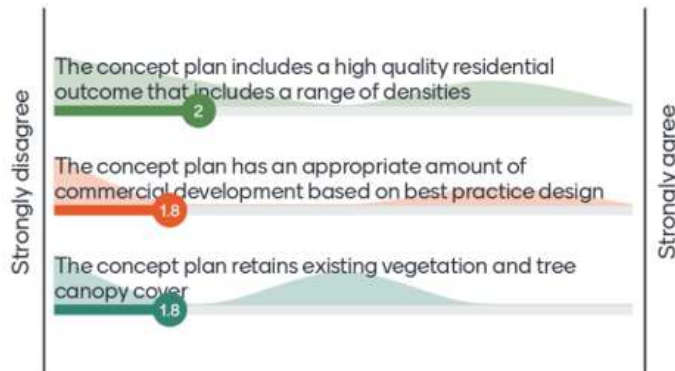 Strongly disagree
The concept plan includes a high quality residential
outcome that includes a range of densities
2
The concept plan has an appropriate amount of
commercial development based on best practice design
1.8
The concept plan retains existing vegetation and tree
canopy cover
1.8
Strongly agree